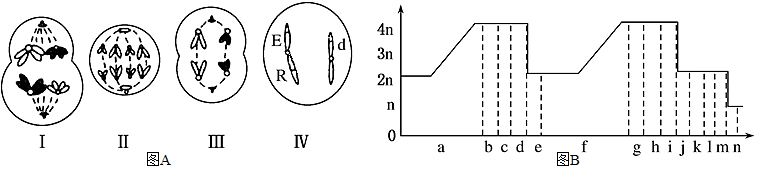 E
R
d
I II III IV
图A
4n
3n
2n
n
0
a b c d e f g h i j k l m n
图B